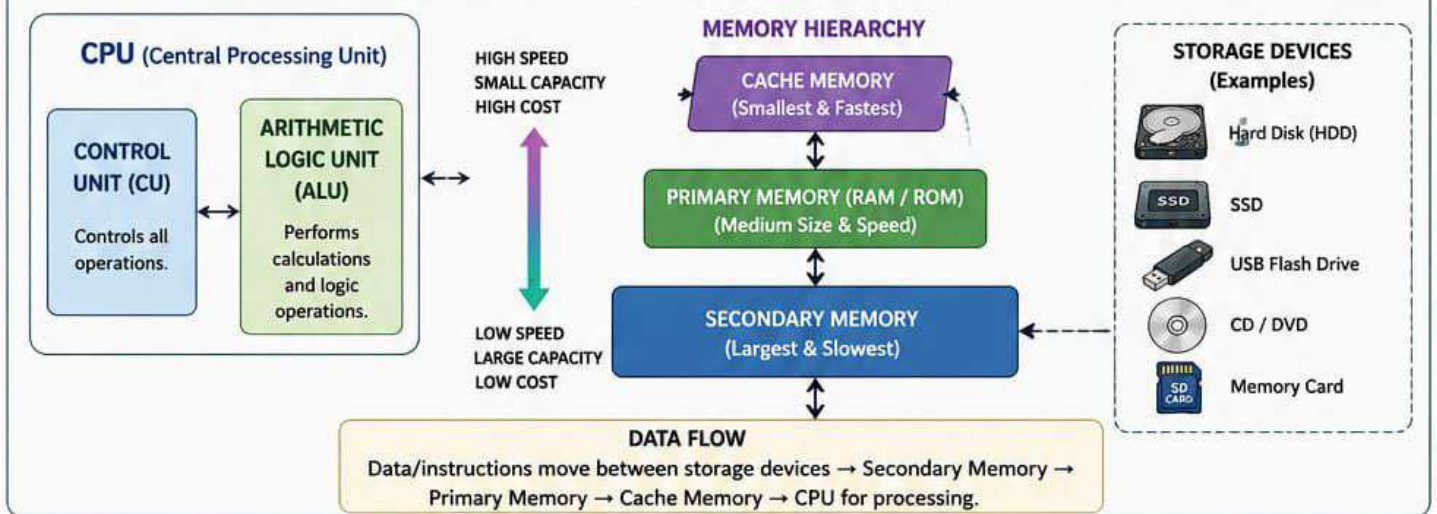 CPU (Central Processing Unit)
CONTROL
UNIT (CU)
Controls all
operations.
ARITHMETIC
LOGIC UNIT
(ALU)
Performs
calculations
and logic
operations.
HIGH SPEED
SMALL CAPACITY
HIGH COST
LOW SPEED
LARGE CAPACITY
LOW COST
MEMORY HIERARCHY
CACHE MEMORY
(Smallest & Fastest)
PRIMARY MEMORY (RAM / ROM)
(Medium Size & Speed)
SECONDARY MEMORY
(Largest & Slowest)
STORAGE DEVICES
(Examples)
Hard Disk (HDD)
SSD
SSD
USB Flash Drive
CD / DVD
SD
CARD
Memory Card
DATA FLOW
Data/instructions move between storage devices → Secondary Memory →
Primary Memory → Cache Memory → CPU for processing.